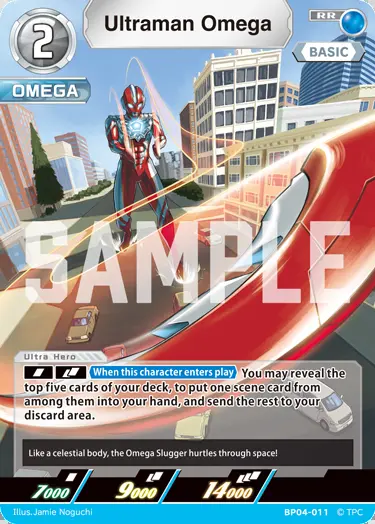 Ultraman Omega
RR
2
BASIC
OMEGA
SAMPLE
Ultra Hero
When this character enters play You may reveal the
top five cards of your deck, to put one scene card from
among them into your hand, and send the rest to your
discard area.
Like a celestial body, the Omega Slugger hurtles through space!
7000 9000 14000
Illus.Jamie Noguchi BP04-011 © TPC